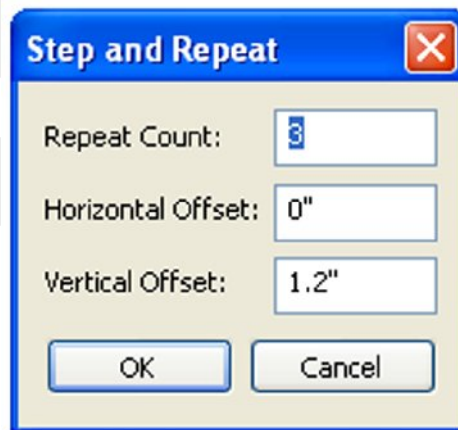 Step and Repeat
Repeat Count: 3
Horizontal Offset: 0"
Vertical Offset: 1.2"
OK Cancel